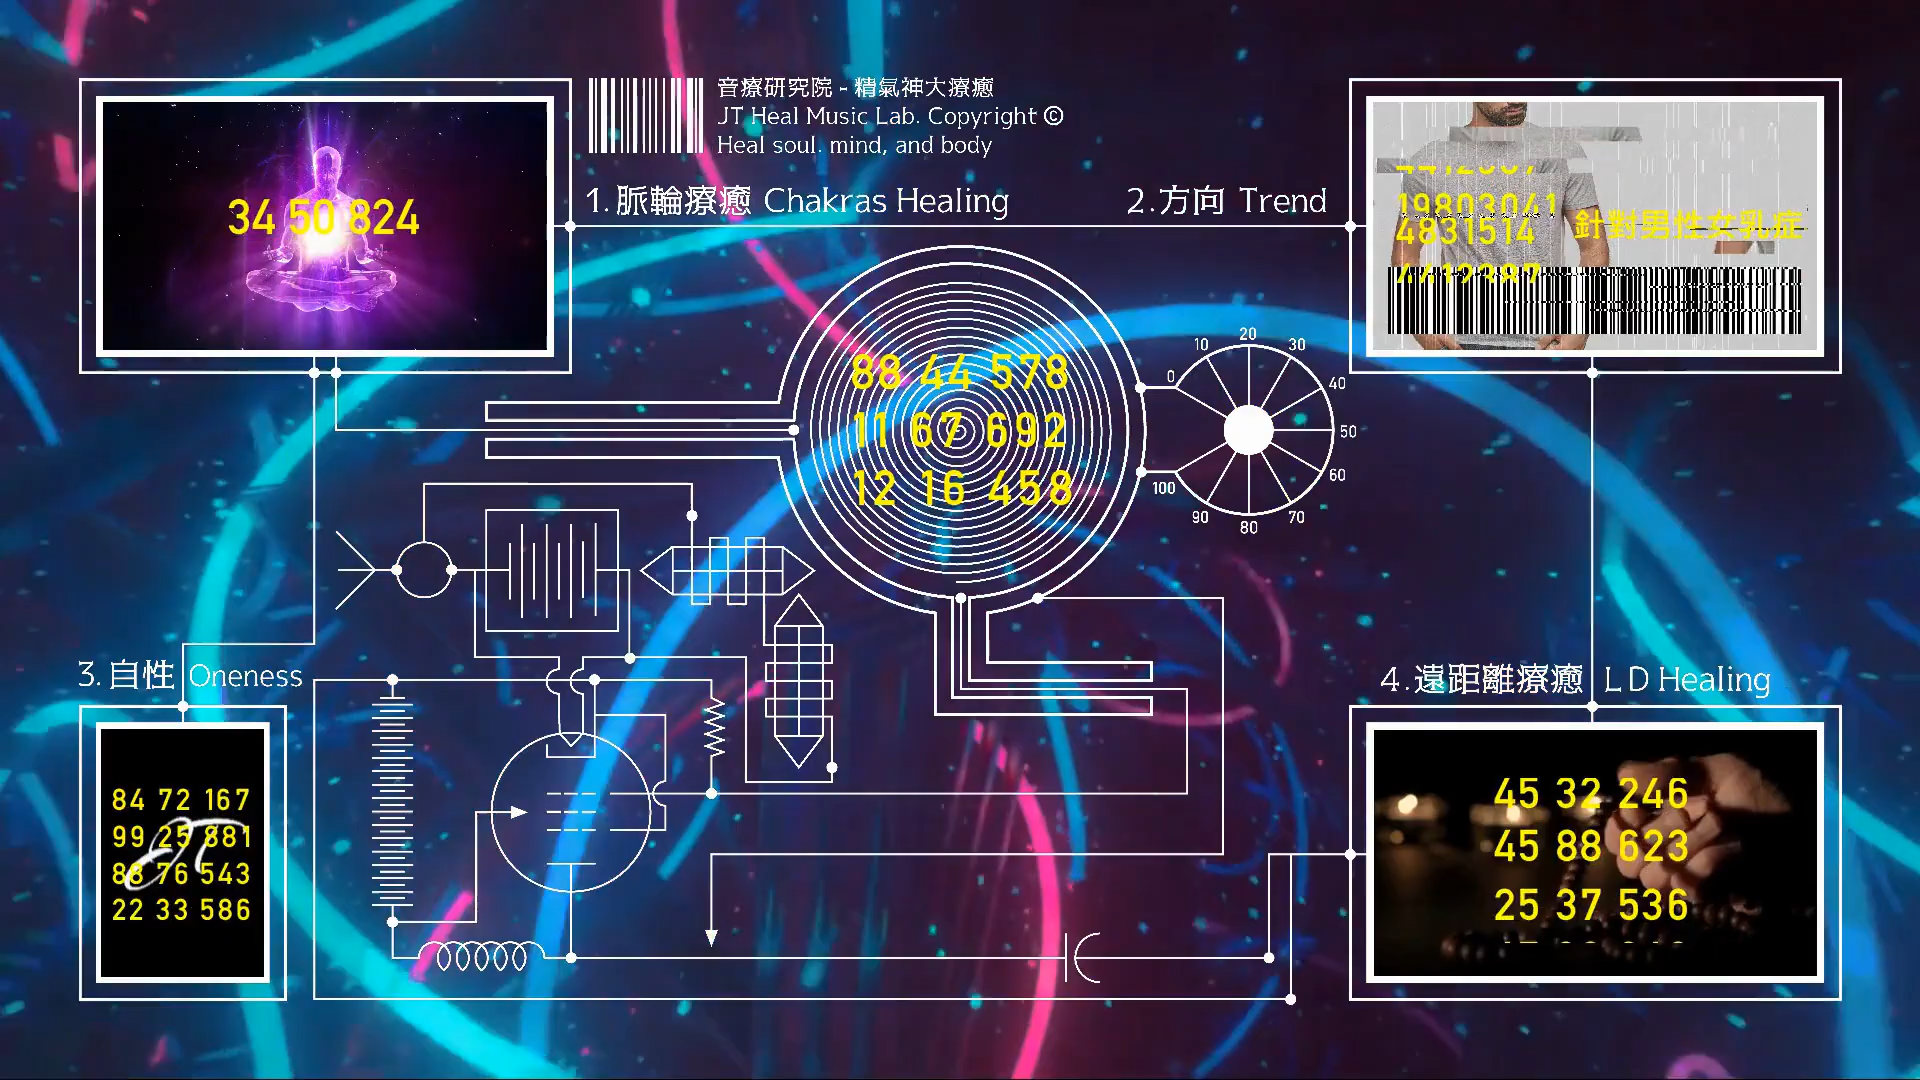 音療研究院 - 精氣神大療癒
JT Heal Music Lab. Copyright ©
Heal soul. mind, and body
1.脈輪療癒 Chakras Healing
2.方向 Trend
34 50 824
19803041
4831514
針對男性女乳症
4412387
88 44 578
11 67 692
12 16 458
0
10
20
30
40
50
60
70
80
90
100
3.自性 Oneness
84 72 167
99 25 881
88 76 543
22 33 586
JT
4.遠距離療癒 L D Healing
45 32 246
45 88 623
25 37 536